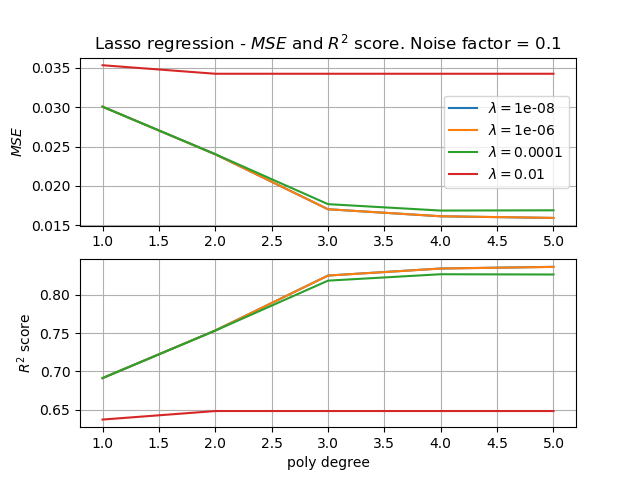 Lasso regression - MSE and R² score. Noise factor = 0.1
0.035
0.030
0.025
0.020
0.015
MSE
λ = 1e-08
λ = 1e-06
λ = 0.0001
λ = 0.01
1.0 1.5 2.0 2.5 3.0 3.5 4.0 4.5 5.0
0.80
0.75
0.70
0.65
R² score
1.0 1.5 2.0 2.5 3.0 3.5 4.0 4.5 5.0
poly degree